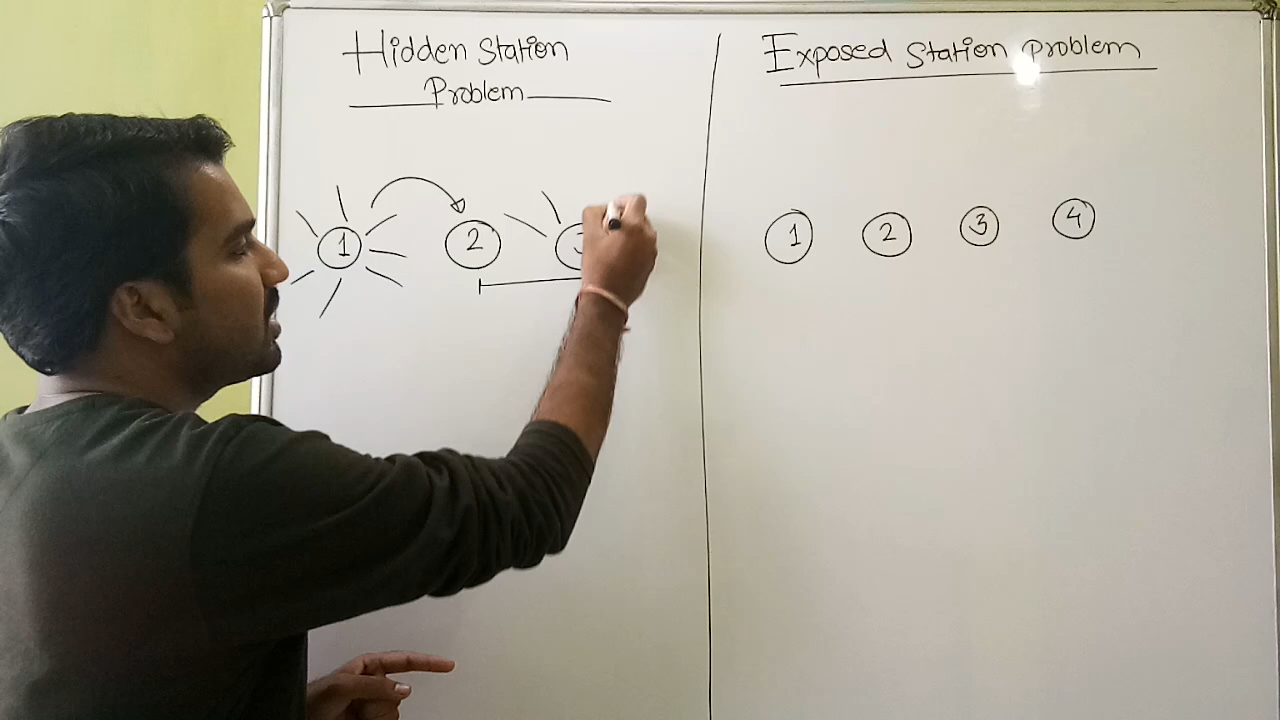 Hidden Station
Problem
1 2
Exposed Station Problem
1 2 3 4